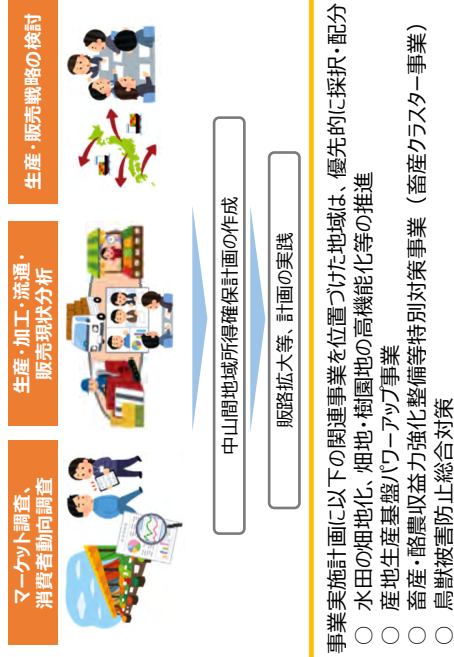 マーケット調査、
消費者動向調査
生産・加工・流通・
販売現状分析
生産・販売戦略の検討
中山間地域所得確保計画の作成
販路拡大等、計画の実践
事業実施計画に以下の関連事業を位置づけた地域は、優先的に採択・配分
○ 水田の畑地化、畑地・樹園地の高機能化等の推進
○ 産地生産基盤パワーアップ事業
○ 畜産・酪農収益力強化整備等特別対策事業（畜産クラスター事業）
○ 鳥獣被害防止総合対策